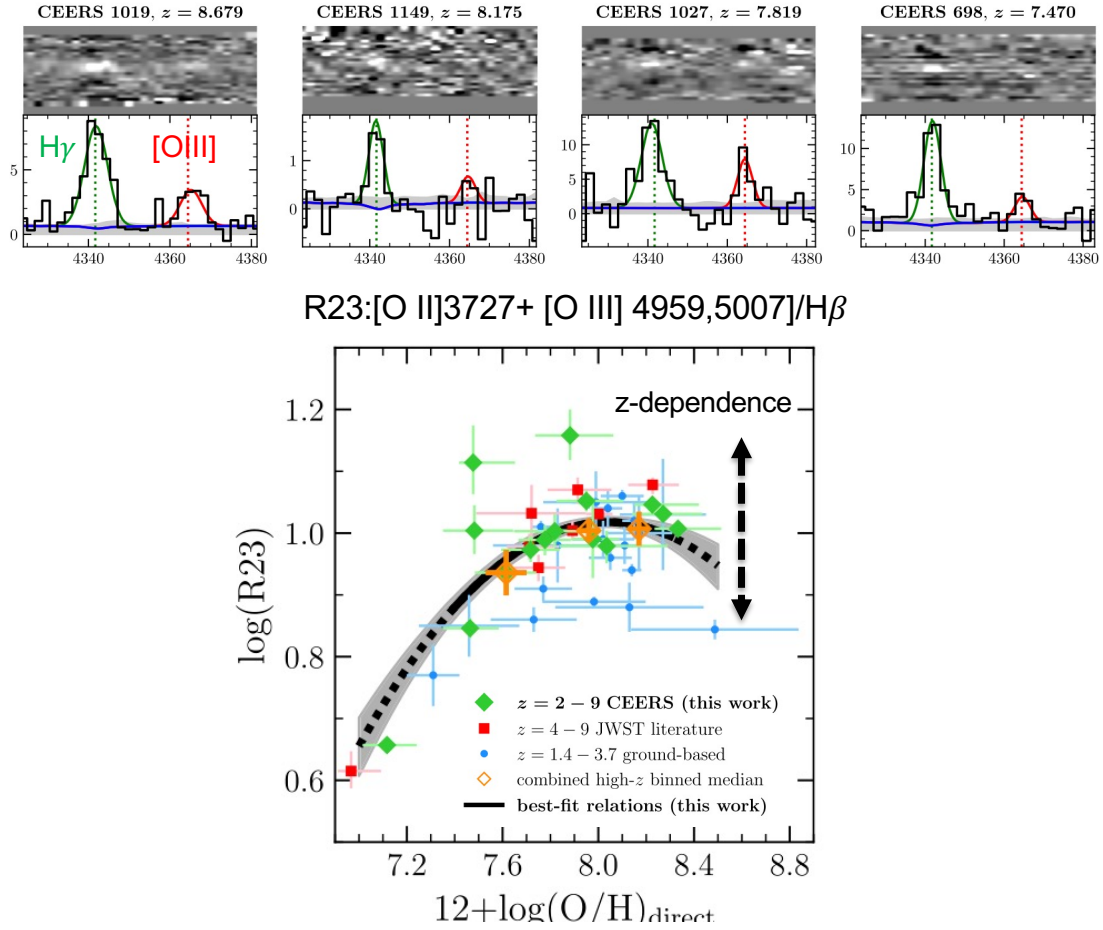 CEERS 1019, z = 8.679
CEERS 1149, z = 8.175
CEERS 1027, z = 7.819
CEERS 698, z = 7.470
Hγ
[OIII]
5
0
1
0
10
5
0
10
5
0
4340 4360 4380
4340 4360 4380
4340 4360 4380
4340 4360 4380
R23:[O II]3727+ [O III] 4959,5007]/Hβ
z-dependence
1.2
1.0
0.8
0.6
log(R23)
z = 2 − 9 CEERS (this work)
z = 4 − 9 JWST literature
z = 1.4 − 3.7 ground-based
combined high-z binned median
best-fit relations (this work)
7.2 7.6 8.0 8.4 8.8
12+log(O/H)direct